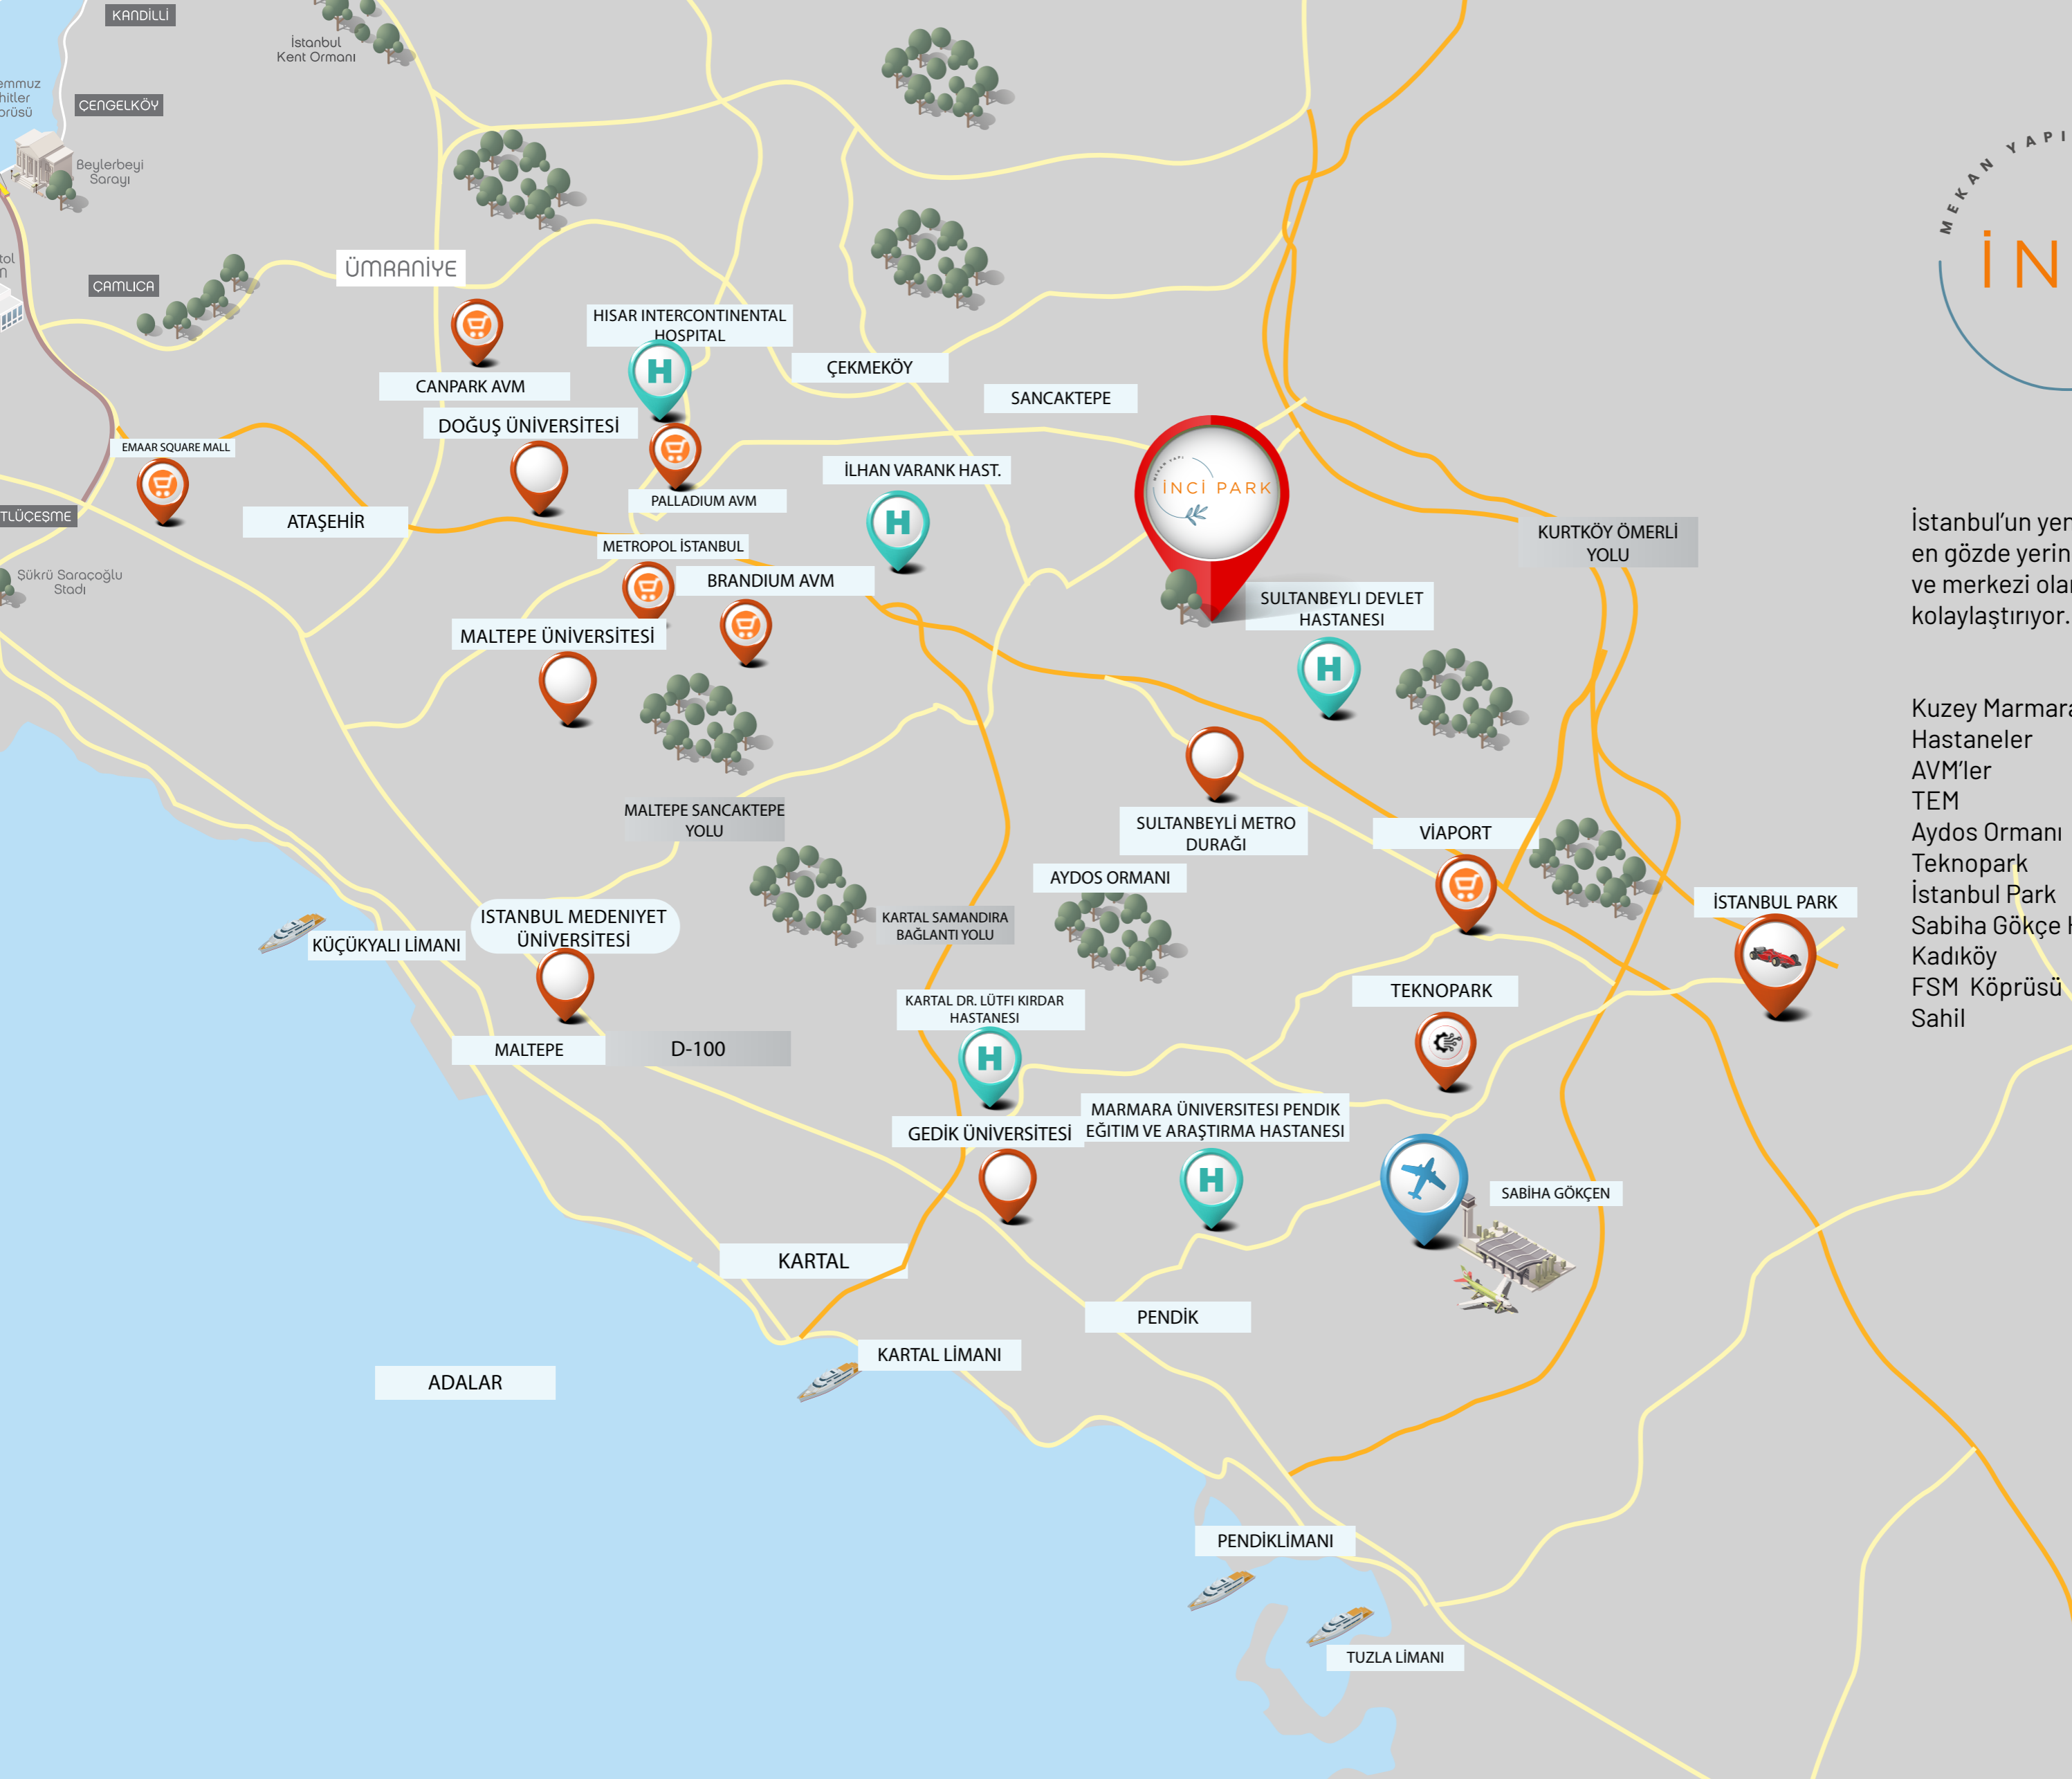 KANDİLLİ
İstanbul
Kent Ormanı
ÇENGELKÖY
Beylerbeyi
Sarayı
ÇAMLICA
ÜMRANİYE
HISAR INTERCONTINENTAL
HOSPITAL
CANPARK AVM
ÇEKMEKÖY
SANCAKTEPE
DOĞUŞ ÜNİVERSİTESİ
EMAAR SQUARE MALL
İLHAN VARANK HAST.
PALLADIUM AVM
MEKAN YAPI
İNCİ PARK
ATAŞEHİR
METROPOL İSTANBUL
BRANDIUM AVM
KURTKÖY ÖMERLİ
YOLU
Şükrü Saraçoğlu
Stadı
SULTANBEYLI DEVLET
HASTANESI
MALTEPE ÜNİVERSİTESİ
MALTEPE SANCAKTEPE
YOLU
SULTANBEYLİ METRO
DURAĞI
VİAPORT
AYDOS ORMANI
İSTANBUL PARK
ISTANBUL MEDENIYET
ÜNİVERSİTESİ
KARTAL SAMANDIRA
BAĞLANTI YOLU
KÜÇÜKYALI LİMANI
TEKNOPARK
KARTAL DR. LÜTFI KIRDAR
HASTANESI
MALTEPE
D-100
MARMARA ÜNIVERSITESI PENDIK
EĞITIM VE ARAŞTIRMA HASTANESI
GEDİK ÜNİVERSİTESİ
SABİHA GÖKÇEN
KARTAL
PENDİK
KARTAL LİMANI
ADALAR
PENDİKLİMANI
TUZLA LİMANI
MEKAN YAPI
İN
İstanbul’un yen
en gözde yerin
ve merkezi olar
kolaylaştırıyor.
Kuzey Marmara
Hastaneler
AVM’ler
TEM
Aydos Ormanı
Teknopark
İstanbul Park
Sabiha Gökçe H
Kadıköy
FSM Köprüsü
Sahil